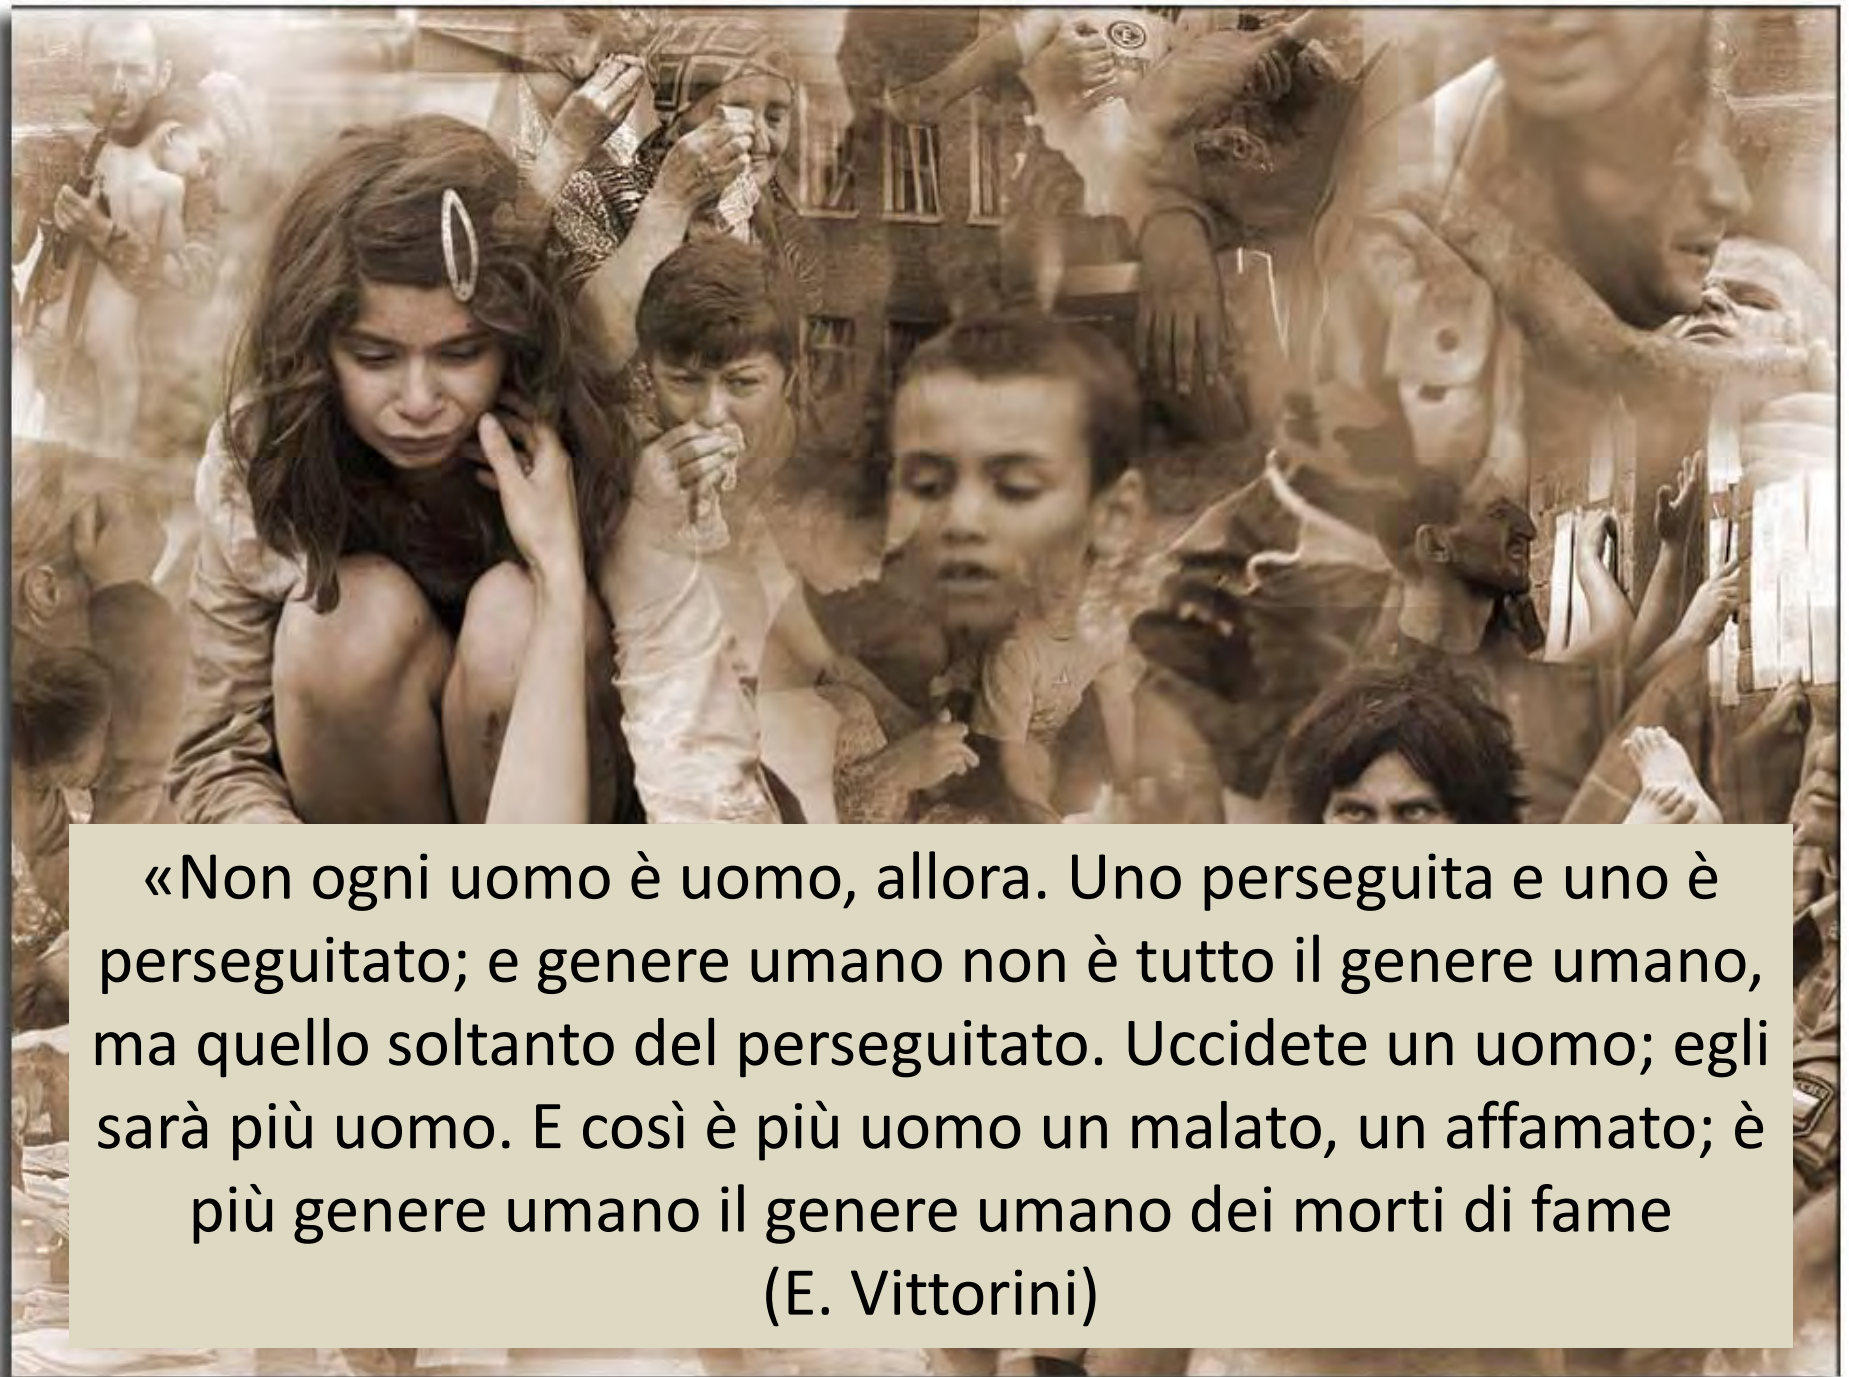 «Non ogni uomo è uomo, allora. Uno perseguita e uno è
perseguitato; e genere umano non è tutto il genere umano,
ma quello soltanto del perseguitato. Uccidete un uomo; egli
sarà più uomo. E così è più uomo un malato, un affamato; è
più genere umano il genere umano dei morti di fame
(E. Vittorini)